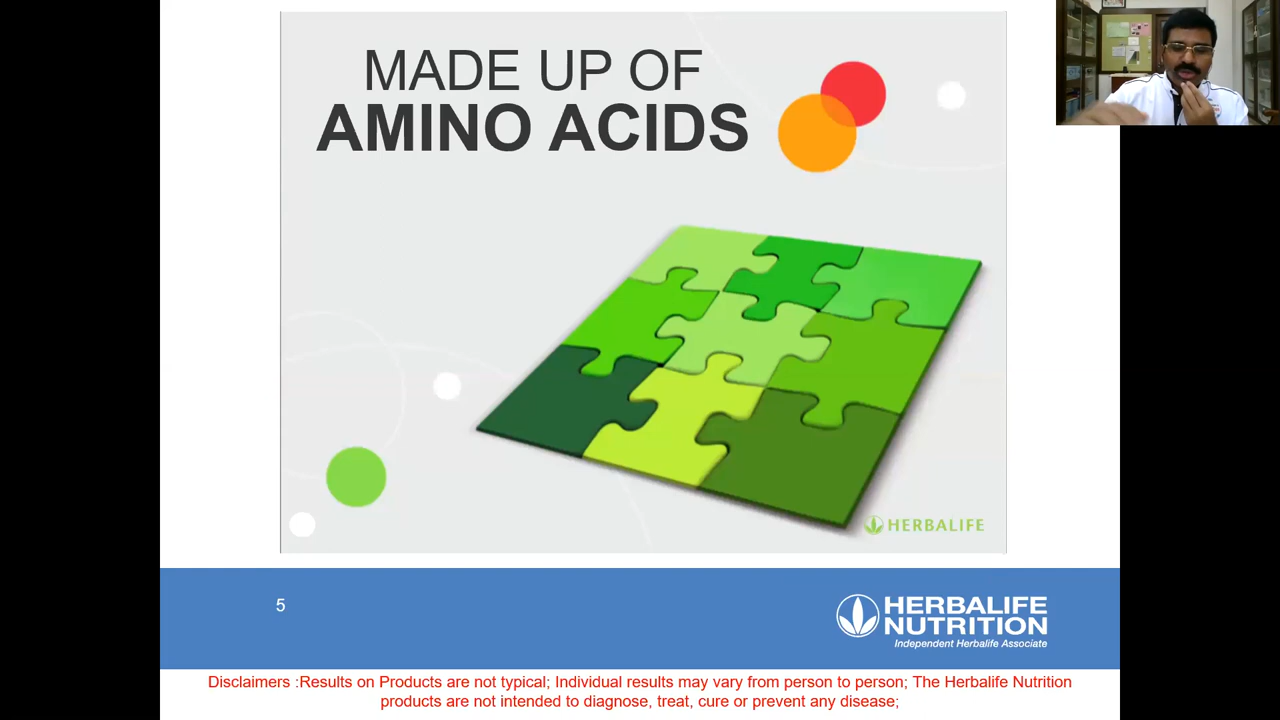 MADE UP OF
AMINO ACIDS
HERBALIFE
5
HERBALIFE
NUTRITION
Independent Herbalife Associate
Disclaimers :Results on Products are not typical; Individual results may vary from person to person; The Herbalife Nutrition
products are not intended to diagnose, treat, cure or prevent any disease;